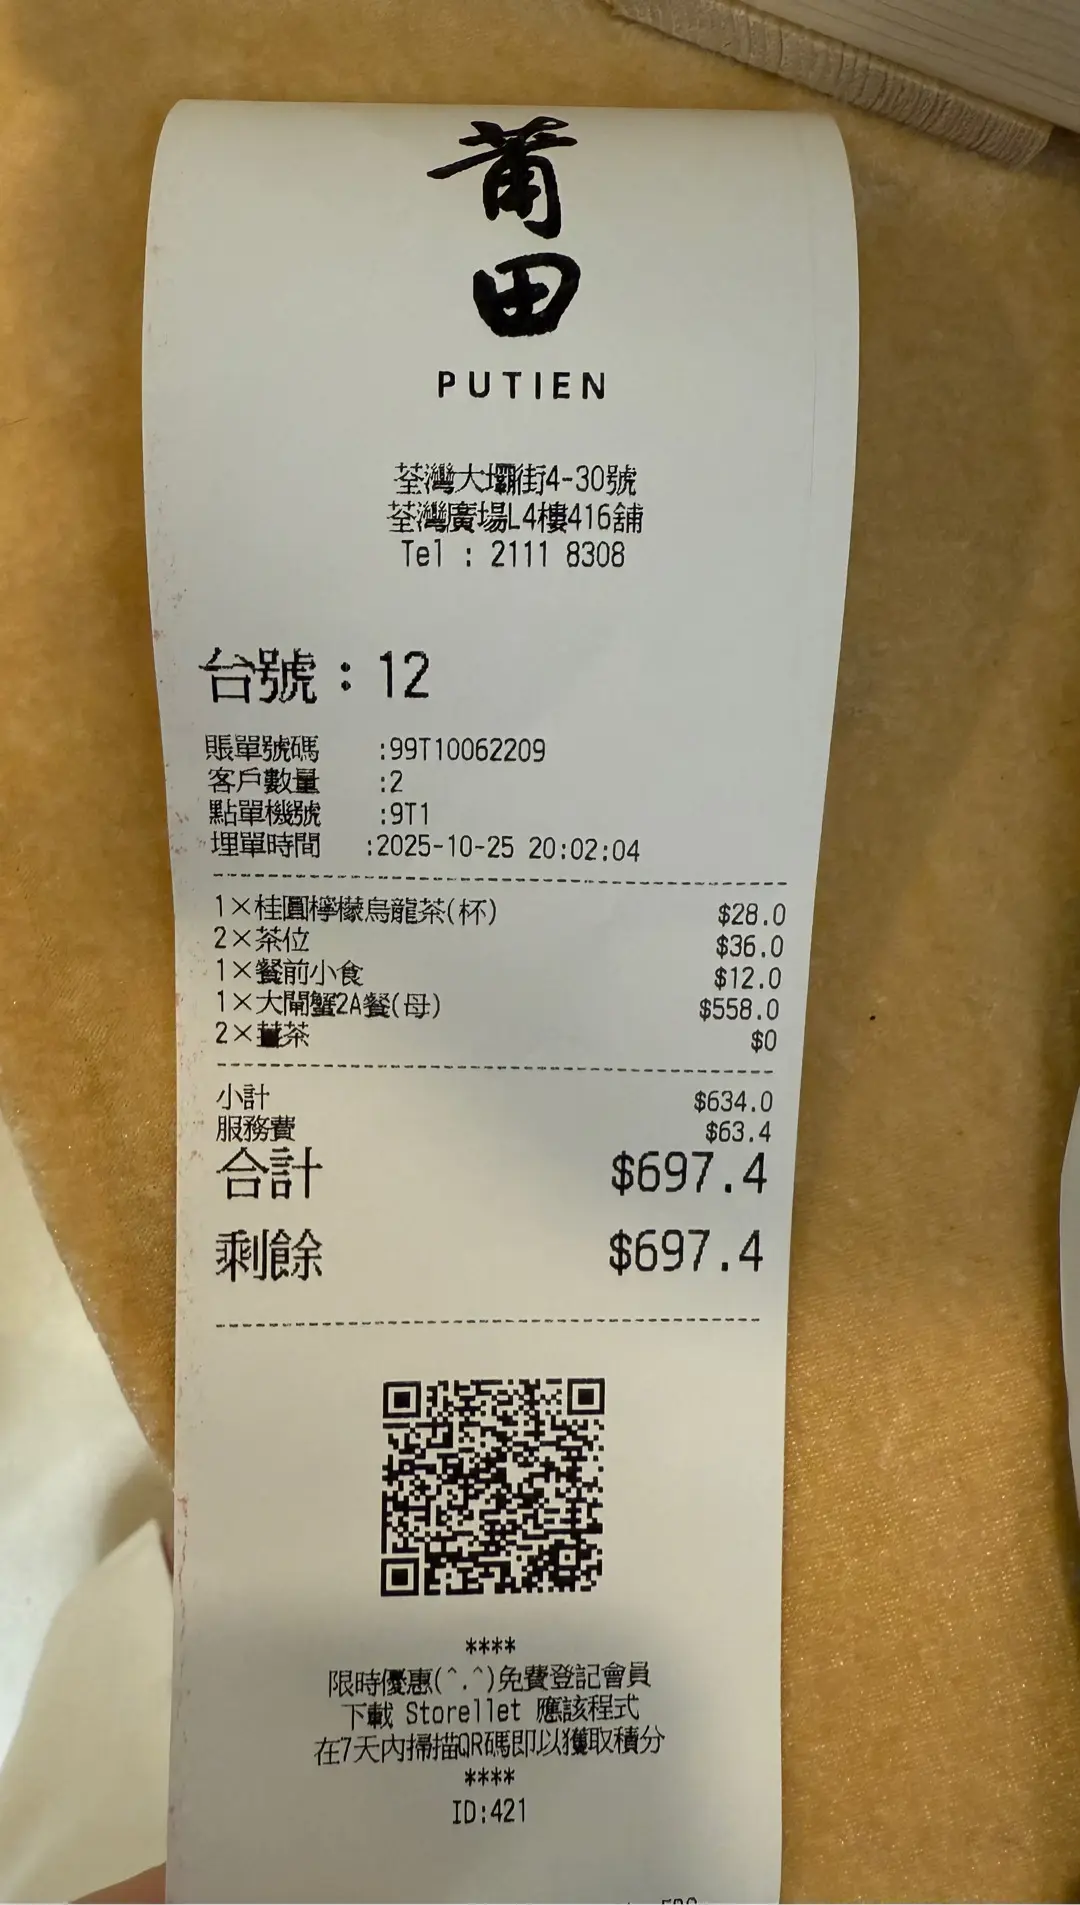 莆
田
PUTIEN
荃灣大壩街4-30號
荃灣廣場L4樓416舖
Tel : 2111 8308
台號：12
賬單號碼 :99T10062209
客戶數量 :2
點單機號 :9T1
埋單時間 :2025-10-25 20:02:04
1×桂圓檸檬烏龍茶(杯) $28.0
2×茶位 $36.0
1×餐前小食 $12.0
1×大閘蟹2A餐(母) $558.0
2×薑茶 $0
小計 $634.0
服務費 $63.4
合計 $697.4
剩餘 $697.4
****
限時優惠(^.^)免費登記會員
下載 Storellet 應該程式
在7天內掃描QR碼即以獲取積分
****
ID:421